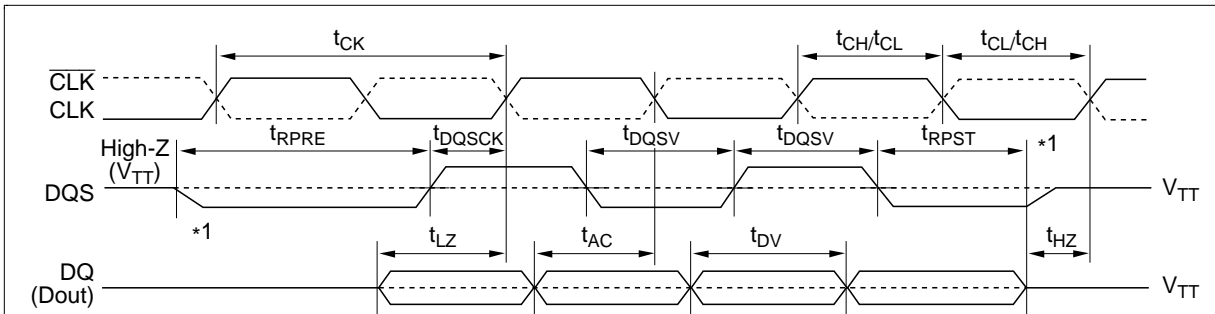 tCK
tCH/tCL
tCL/tCH
CLK
CLK
tRPRE
tDQSCK
tDQSV
tDQSV
tRPST
*1
High-Z
(VTT)
DQS
VTT
*1
tLZ
tAC
tDV
tHZ
DQ
(Dout)
VTT